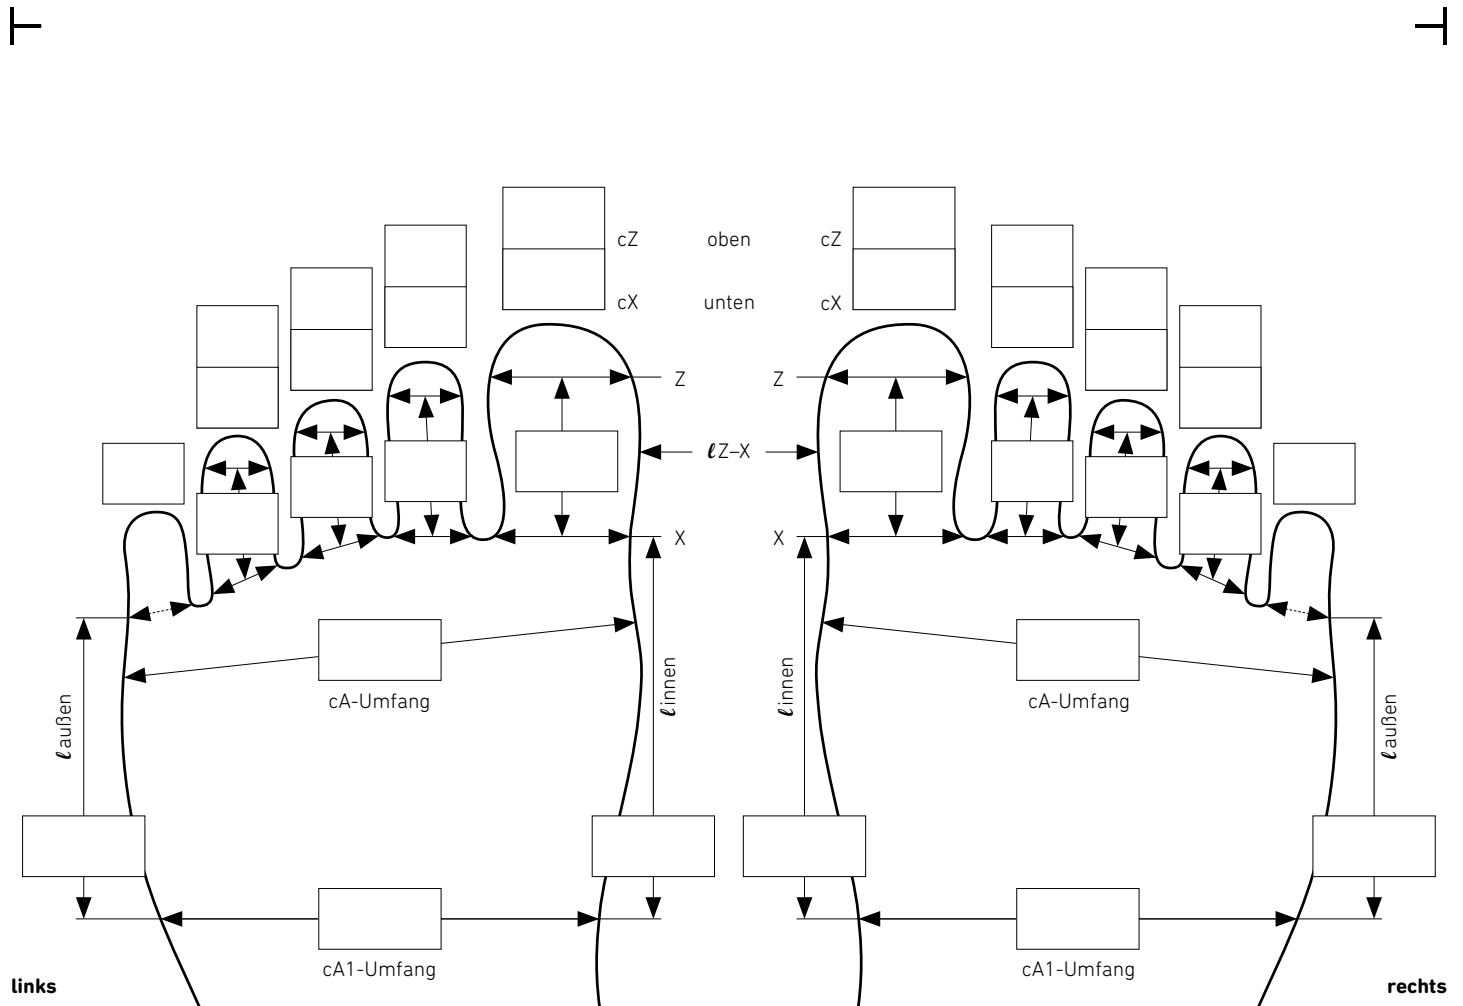 cZ oben cZ
cX unten cX
Z Z
ℓZ–X
X X
ℓaußen ℓinnen ℓinnen ℓaußen
cA-Umfang cA-Umfang
cA1-Umfang cA1-Umfang
links rechts